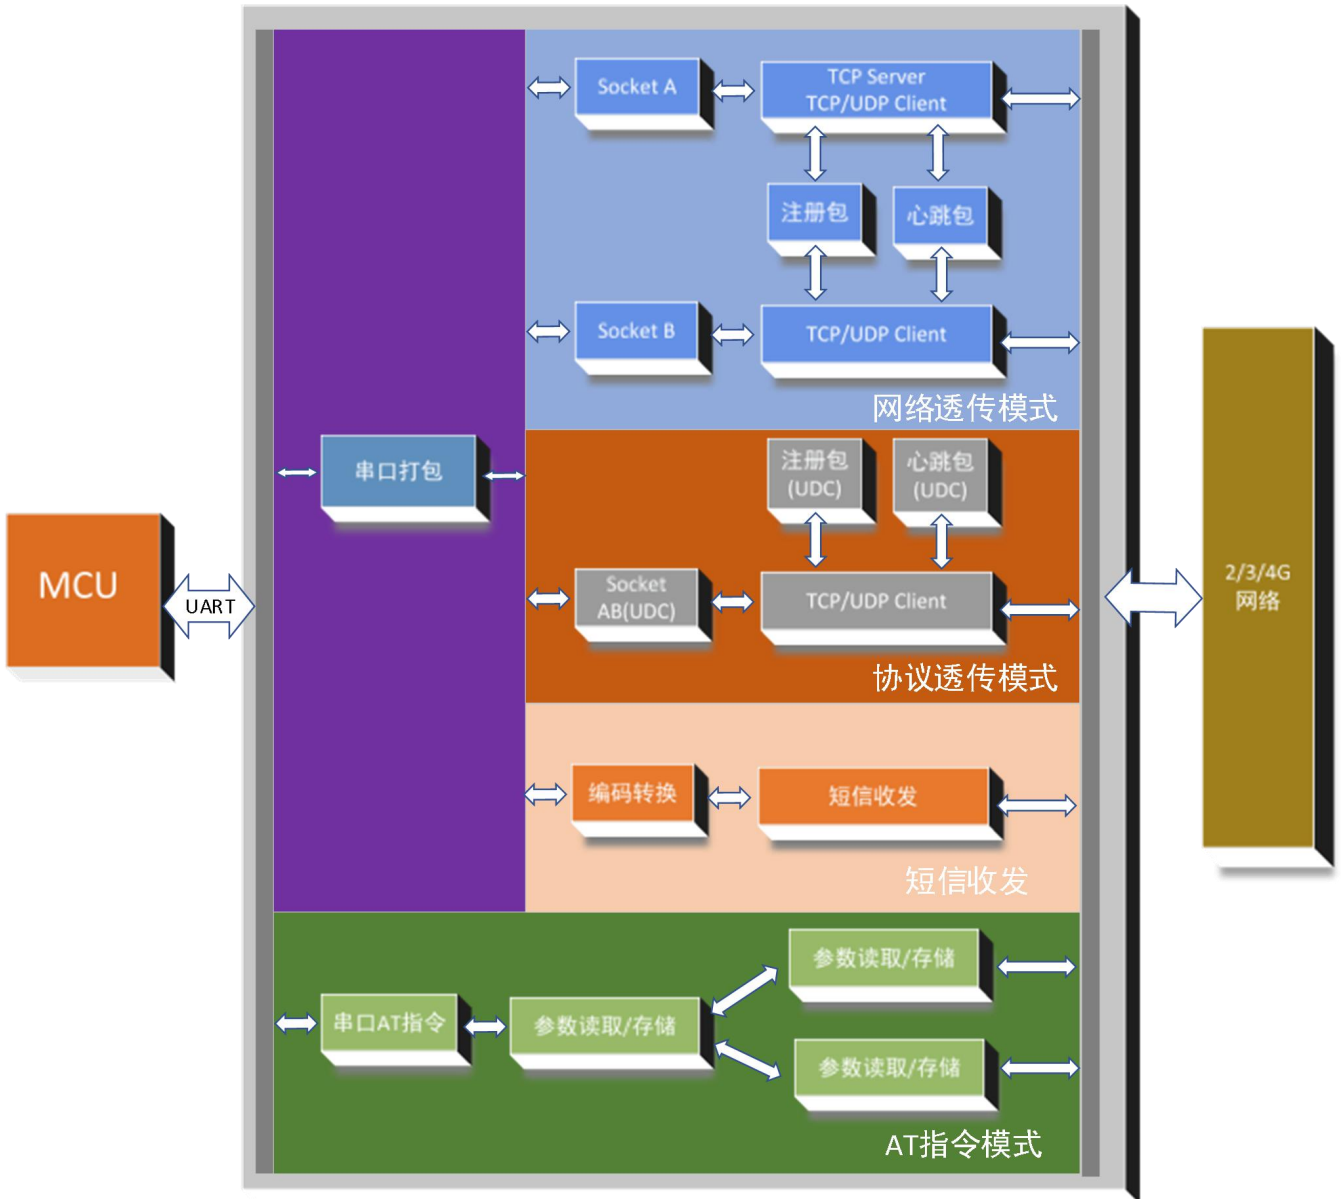 Socket A
TCP Server
TCP/UDP Client
注册包
心跳包
Socket B
TCP/UDP Client
网络透传模式
串口打包
注册包
(UDC)
心跳包
(UDC)
Socket
AB(UDC)
TCP/UDP Client
协议透传模式
MCU
UART
2/3/4G
网络
编码转换
短信收发
短信收发
参数读取/存储
串口AT指令
参数读取/存储
参数读取/存储
AT指令模式